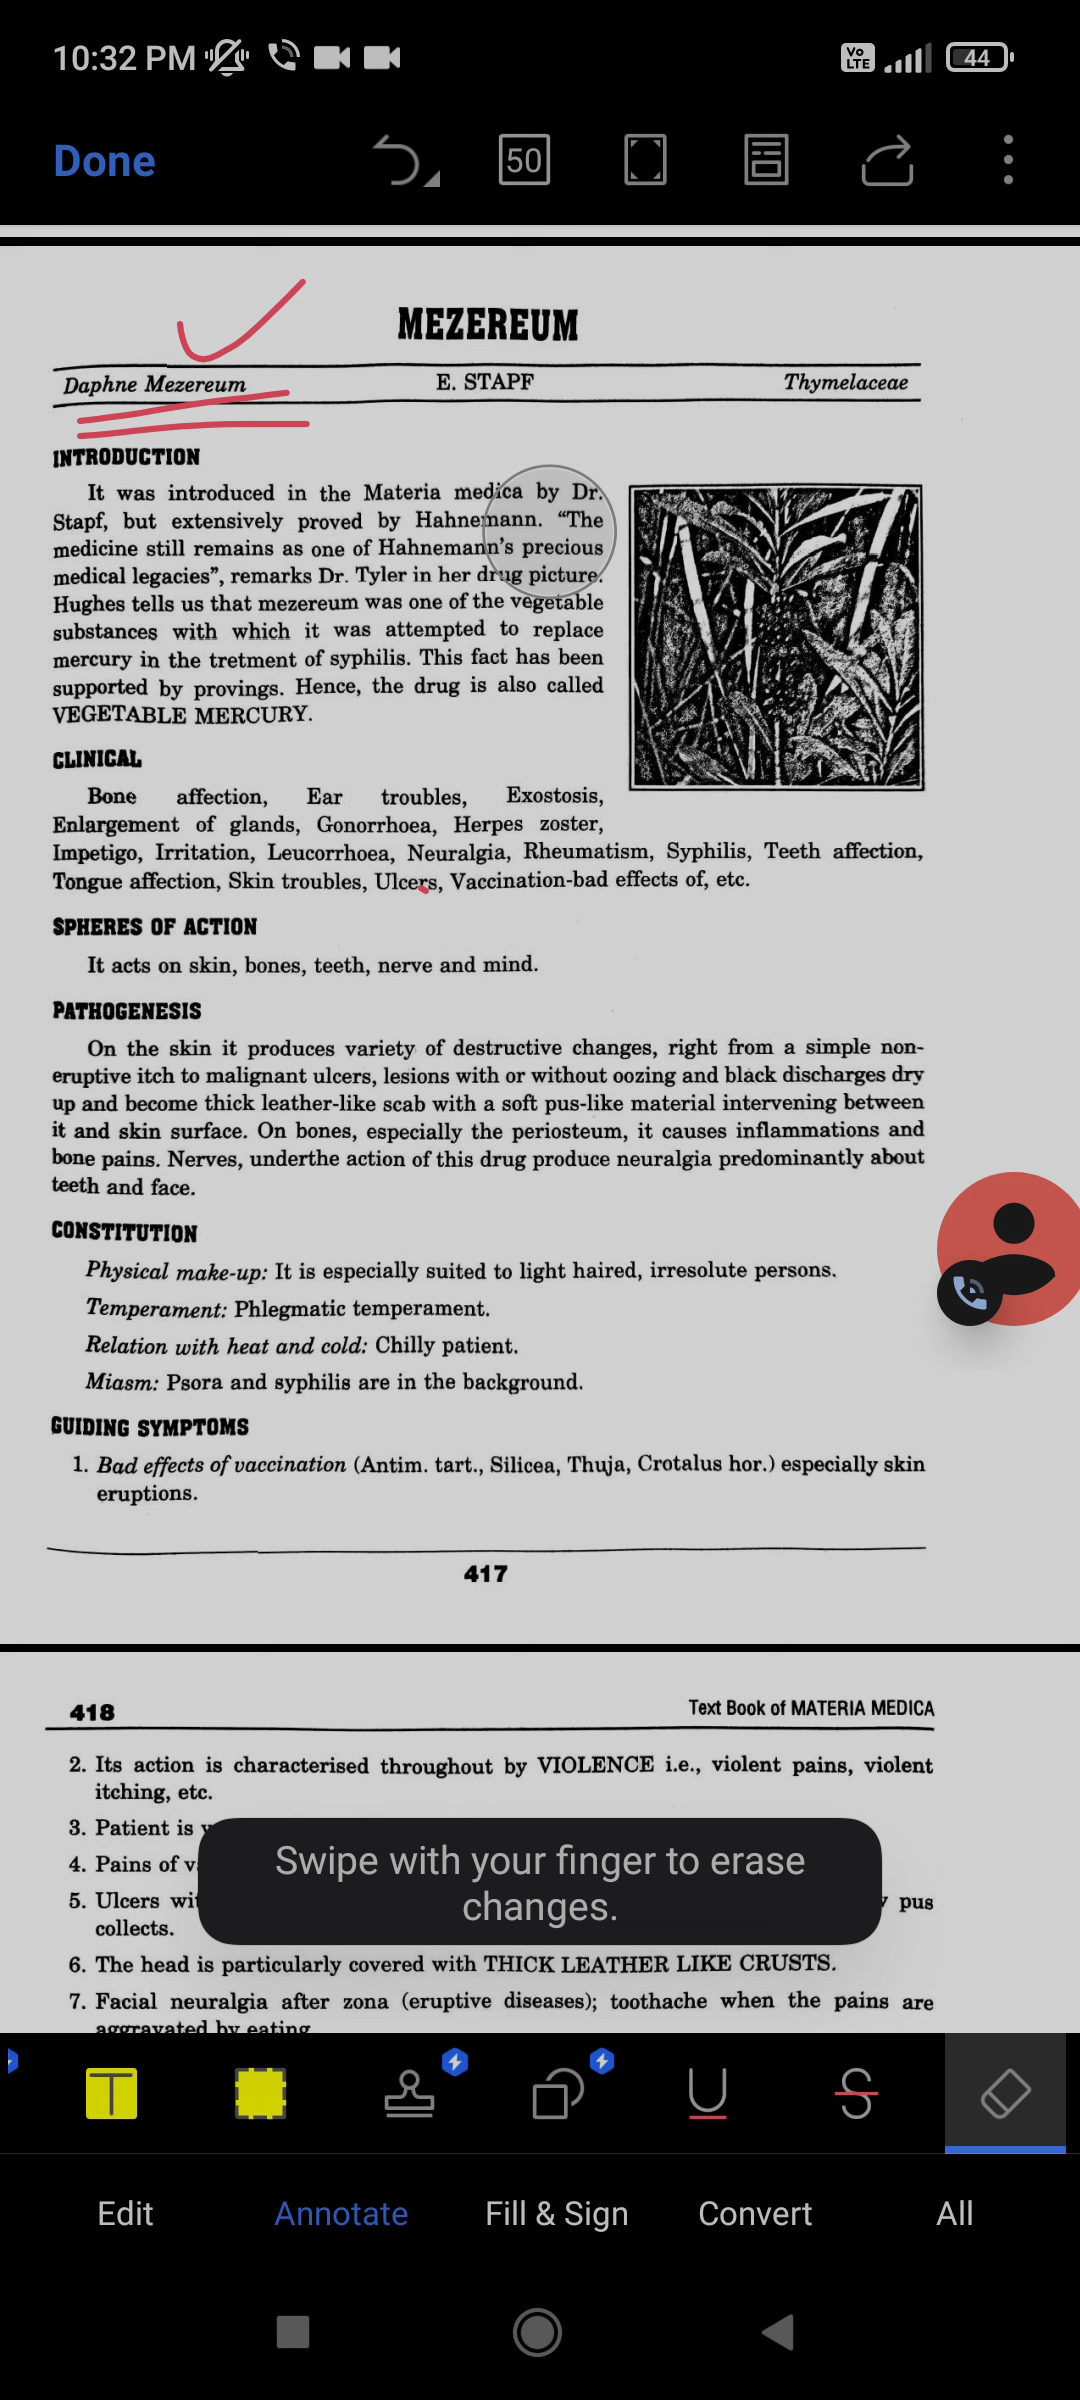 10:32 PM
Vo LTE
44
Done
50
MEZEREUM
Daphne Mezereum E. STAPF Thymelaceae
INTRODUCTION
It was introduced in the Materia medica by Dr.
Stapf, but extensively proved by Hahnemann. “The
medicine still remains as one of Hahnemann’s precious
medical legacies”, remarks Dr. Tyler in her drug picture.
Hughes tells us that mezereum was one of the vegetable
substances with which it was attempted to replace
mercury in the tretment of syphilis. This fact has been
supported by provings. Hence, the drug is also called
VEGETABLE MERCURY.
CLINICAL
Bone affection, Ear troubles, Exostosis,
Enlargement of glands, Gonorrhoea, Herpes zoster,
Impetigo, Irritation, Leucorrhoea, Neuralgia, Rheumatism, Syphilis, Teeth affection,
Tongue affection, Skin troubles, Ulcers, Vaccination-bad effects of, etc.
SPHERES OF ACTION
It acts on skin, bones, teeth, nerve and mind.
PATHOGENESIS
On the skin it produces variety of destructive changes, right from a simple non-
eruptive itch to malignant ulcers, lesions with or without oozing and black discharges dry
up and become thick leather-like scab with a soft pus-like material intervening between
it and skin surface. On bones, especially the periosteum, it causes inflammations and
bone pains. Nerves, underthe action of this drug produce neuralgia predominantly about
teeth and face.
CONSTITUTION
Physical make-up: It is especially suited to light haired, irresolute persons.
Temperament: Phlegmatic temperament.
Relation with heat and cold: Chilly patient.
Miasm: Psora and syphilis are in the background.
GUIDING SYMPTOMS
1. Bad effects of vaccination (Antim. tart., Silicea, Thuja, Crotalus hor.) especially skin
eruptions.
417
418 Text Book of MATERIA MEDICA
2. Its action is characterised throughout by VIOLENCE i.e., violent pains, violent
itching, etc.
3. Patient is
4. Pains of
5. Ulcers pus
collects.
6. The head is particularly covered with THICK LEATHER LIKE CRUSTS.
7. Facial neuralgia after zona (eruptive diseases); toothache when the pains are
aggravated by eating
Swipe with your finger to erase
changes.
T U S
Edit Annotate Fill & Sign Convert All